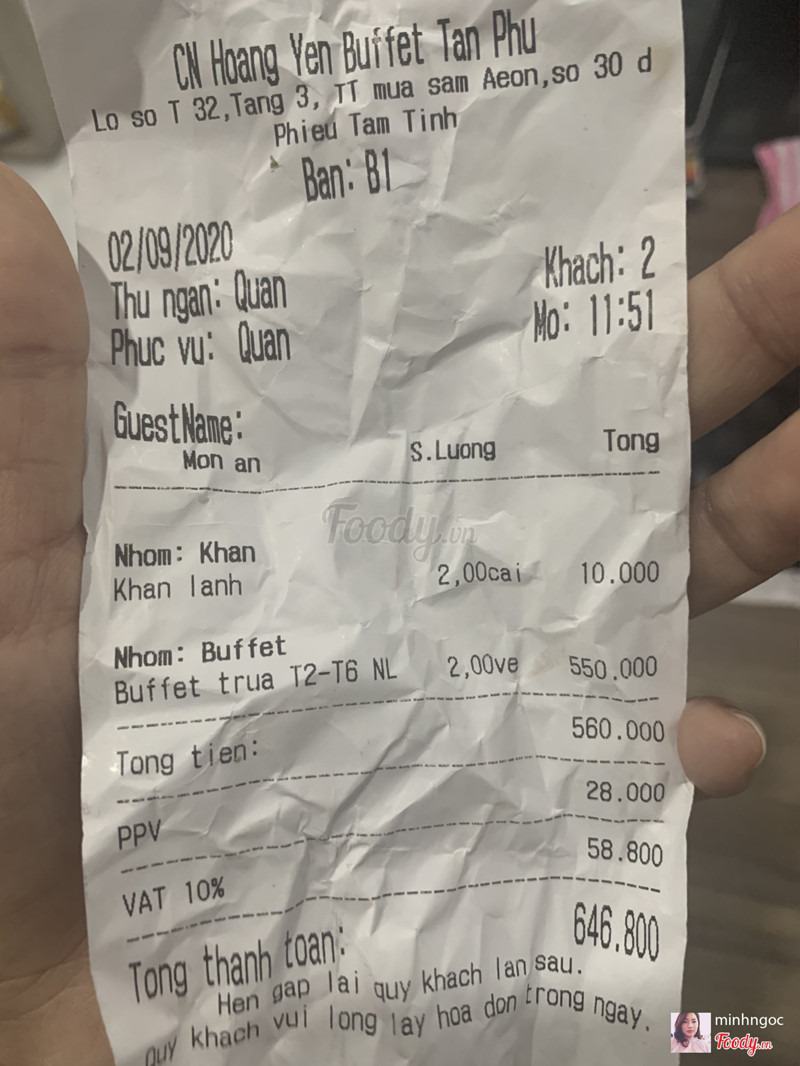 CN Hoang Yen Buffet Tan Phu
Lo so T 32,Tang 3, TT mua sam Aeon,so 30 d
Phieu Tam Tinh
Ban: B1
02/09/2020
Khach: 2
Thu ngan: Quan
Mo: 11:51
Phuc vu: Quan
GuestName:
Mon an S.Luong Tong
Foody.vn
Nhom: Khan
Khan lanh 2,00cai 10.000
Nhom: Buffet
Buffet trua T2-T6 NL 2,00ve 550.000
Tong tien: 560.000
PPV 28.000
VAT 10% 58.800
Tong thanh toan: 646.800
Hen gap lai quy khach lan sau.
Quy khach vui long lay hoa don trong ngay.
minhngoc
Foody.vn